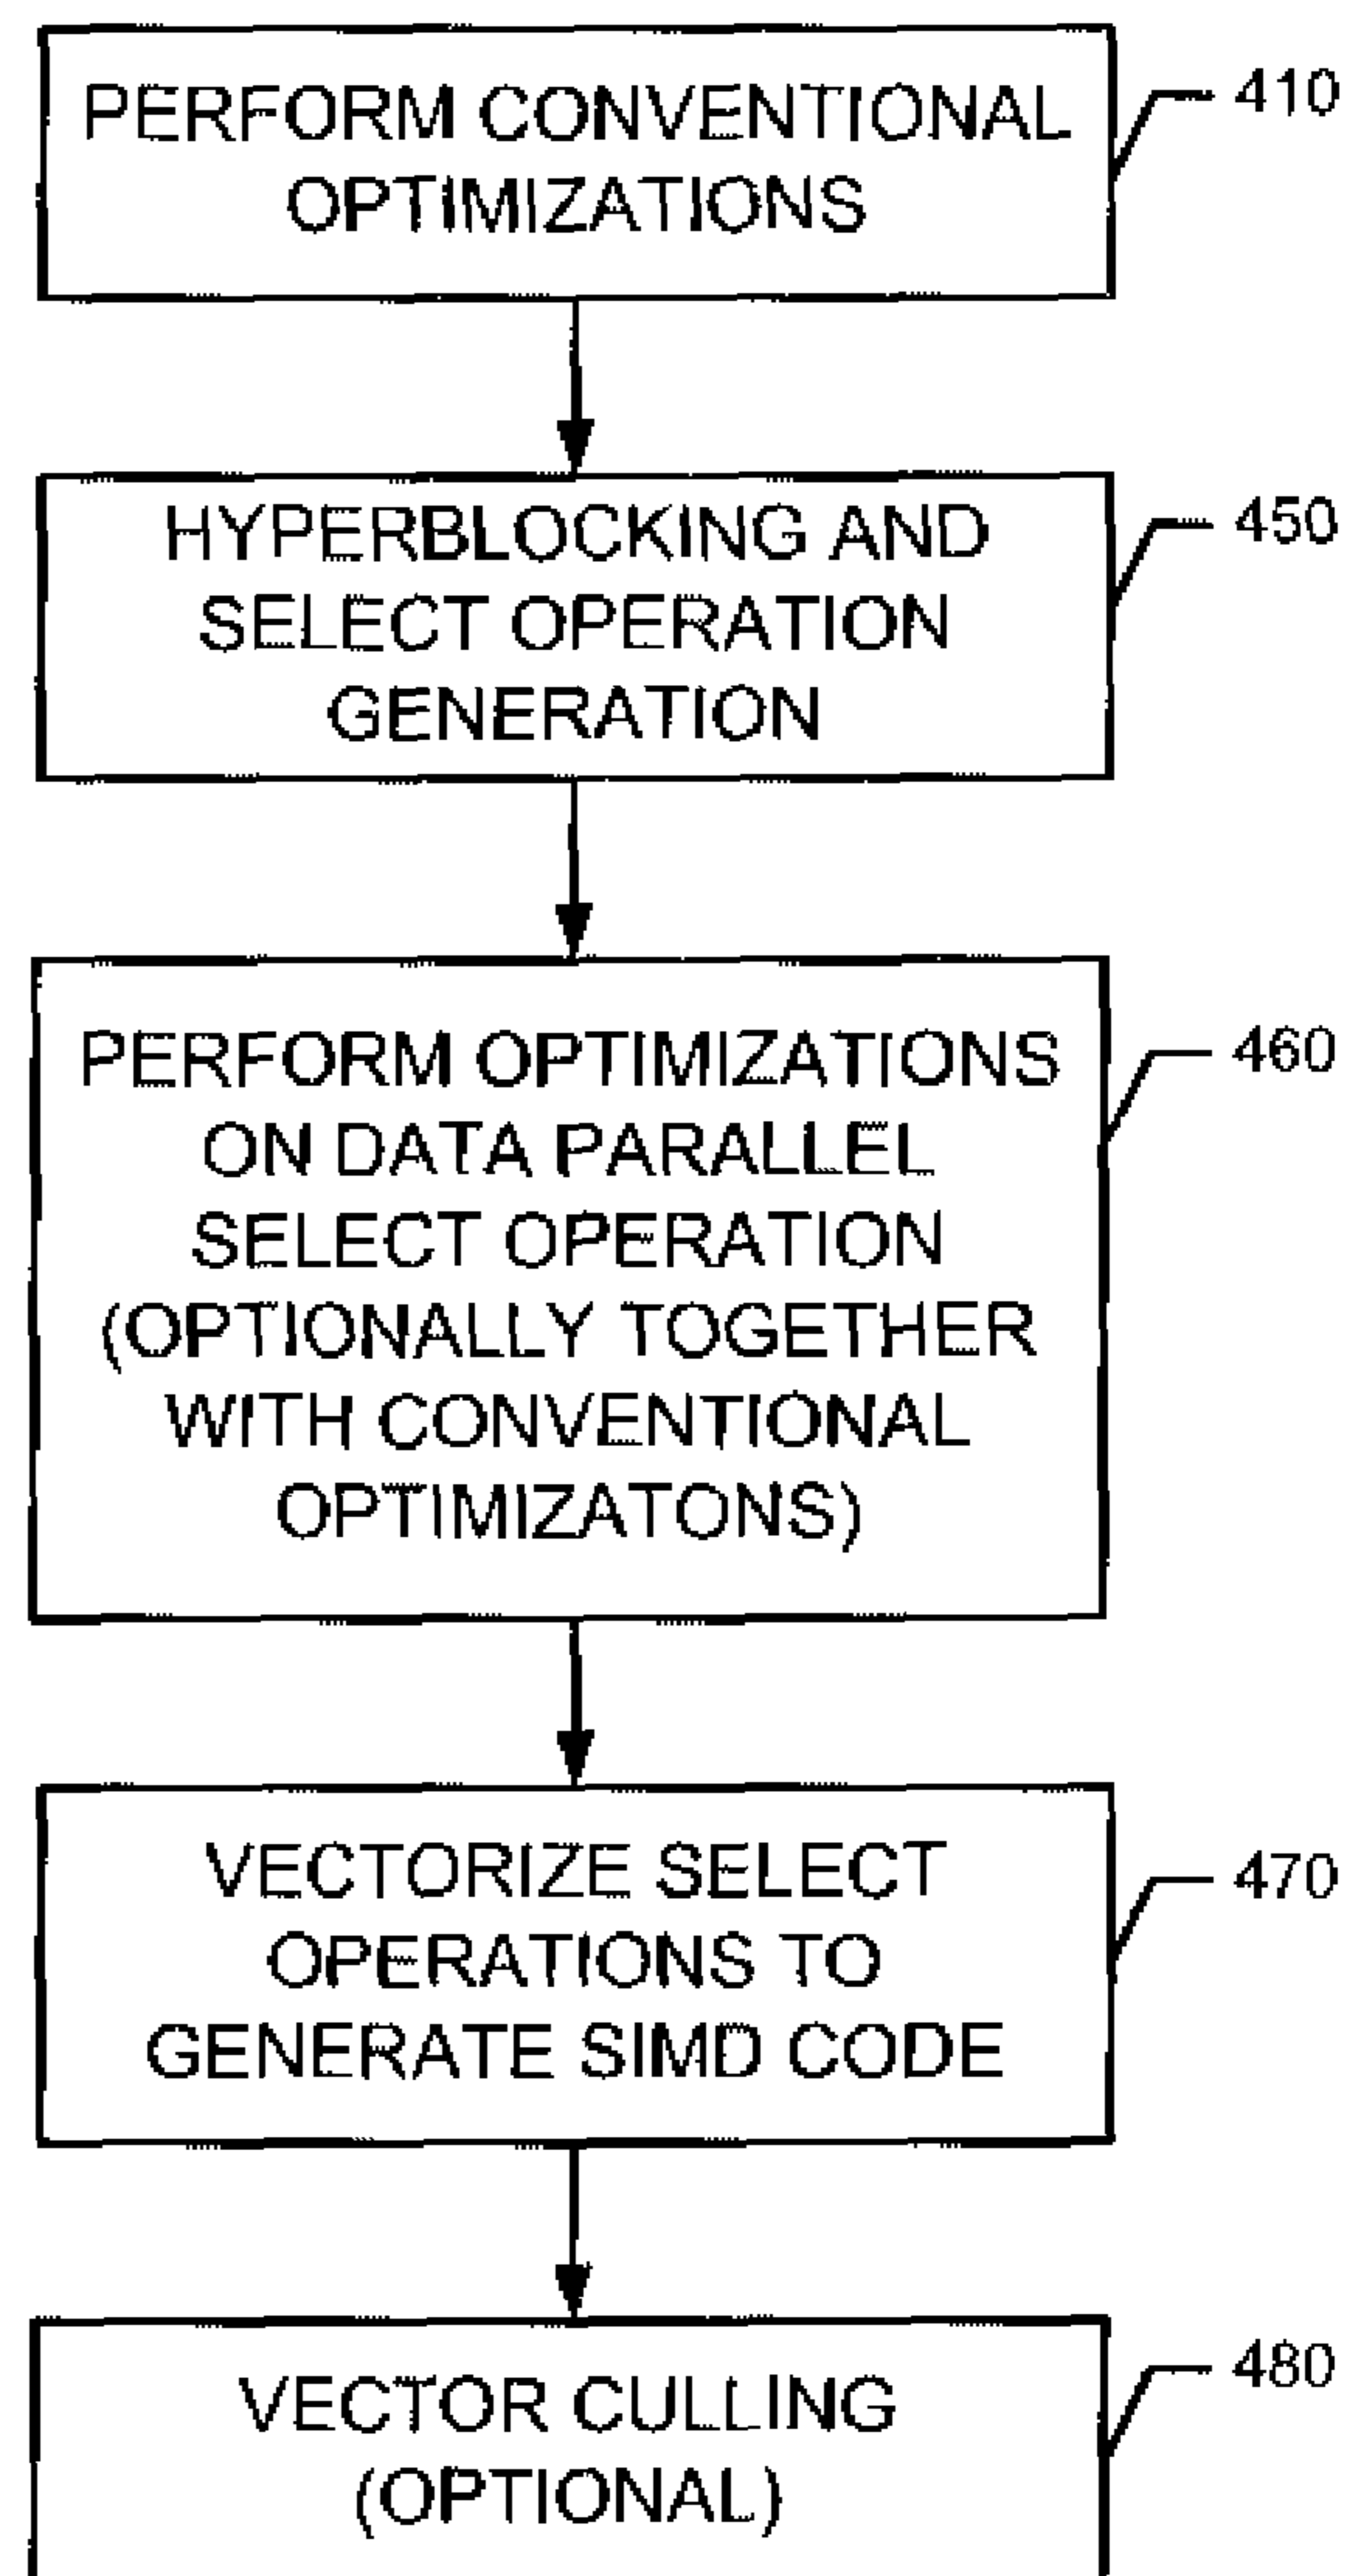 PERFORM CONVENTIONAL
OPTIMIZATIONS
410
HYPERBLOCKING AND
SELECT OPERATION
GENERATION
450
PERFORM OPTIMIZATIONS
ON DATA PARALLEL
SELECT OPERATION
(OPTIONALLY TOGETHER
WITH CONVENTIONAL
OPTIMIZATONS)
460
VECTORIZE SELECT
OPERATIONS TO
GENERATE SIMD CODE
470
VECTOR CULLING
(OPTIONAL)
480